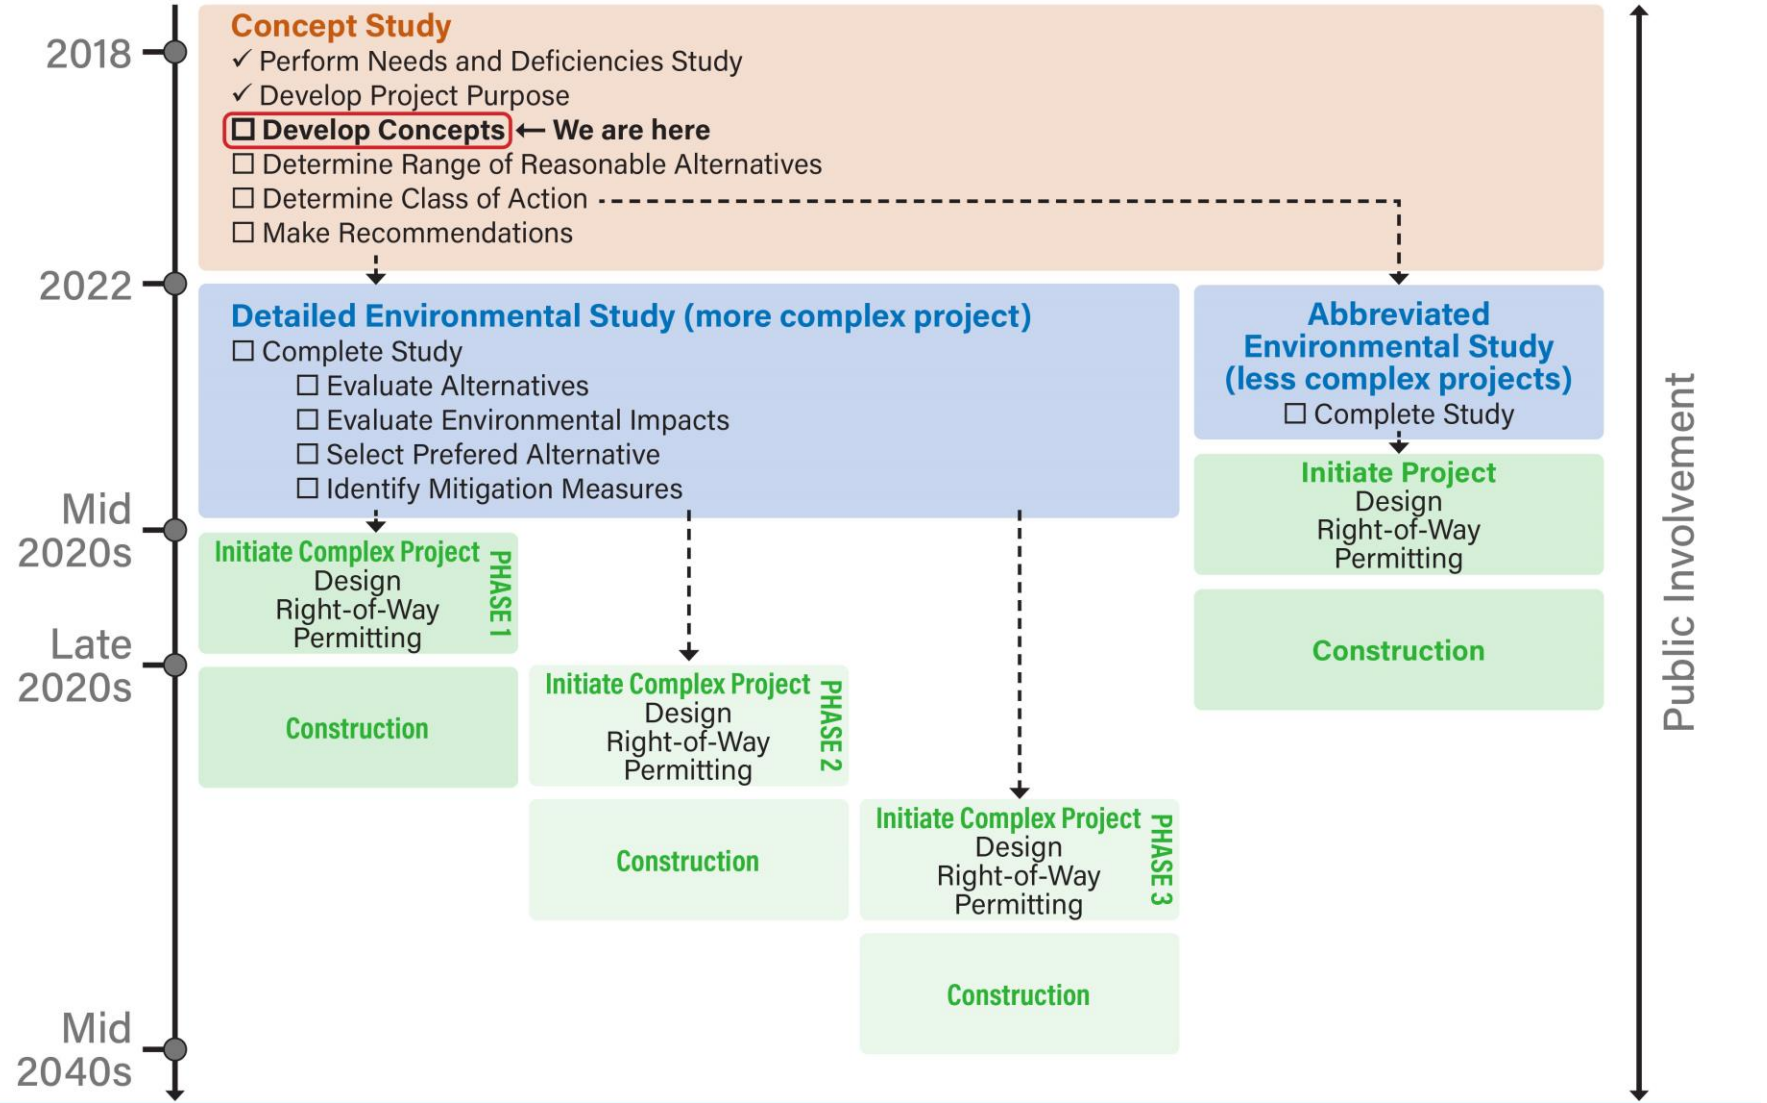 2018
Concept Study
✓ Perform Needs and Deficiencies Study
✓ Develop Project Purpose
☐ Develop Concepts ← We are here
☐ Determine Range of Reasonable Alternatives
☐ Determine Class of Action
☐ Make Recommendations
2022
Detailed Environmental Study (more complex project)
☐ Complete Study
☐ Evaluate Alternatives
☐ Evaluate Environmental Impacts
☐ Select Prefered Alternative
☐ Identify Mitigation Measures
Abbreviated
Environmental Study
(less complex projects)
☐ Complete Study
Initiate Project
Design
Right-of-Way
Permitting
Construction
Mid
2020s
Initiate Complex Project
Design
Right-of-Way
Permitting
PHASE 1
Late
2020s
Construction
Initiate Complex Project
Design
Right-of-Way
Permitting
PHASE 2
Construction
Initiate Complex Project
Design
Right-of-Way
Permitting
PHASE 3
Construction
Mid
2040s
Public Involvement